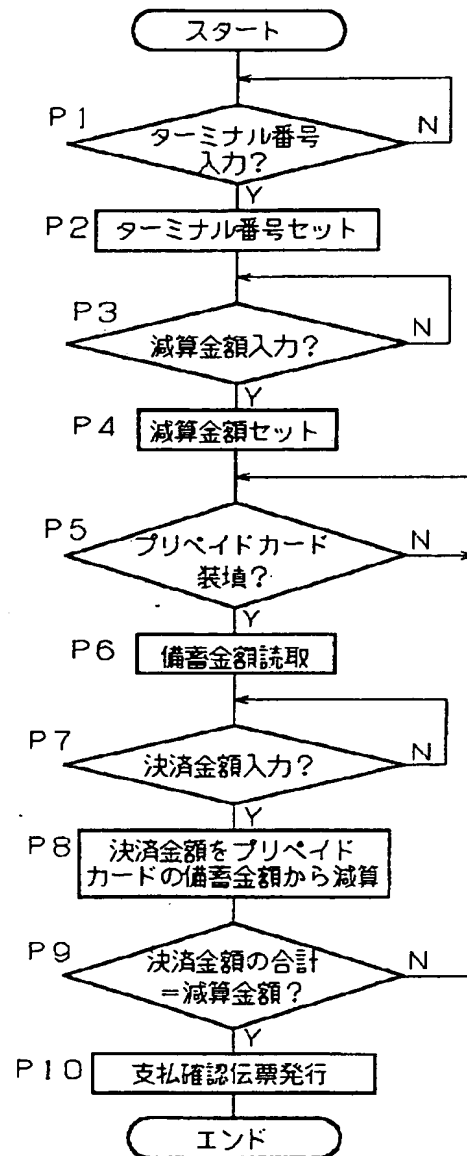 スタート
P1
ターミナル番号
入力?
N
Y
P2
ターミナル番号セット
P3
減算金額入力?
N
Y
P4
減算金額セット
P5
プリペイドカード
装填?
N
Y
P6
備蓄金額読取
P7
決済金額入力?
N
Y
P8
決済金額をプリペイド
カードの備蓄金額から減算
P9
決済金額の合計
=減算金額?
N
Y
P10
支払確認伝票発行
エンド